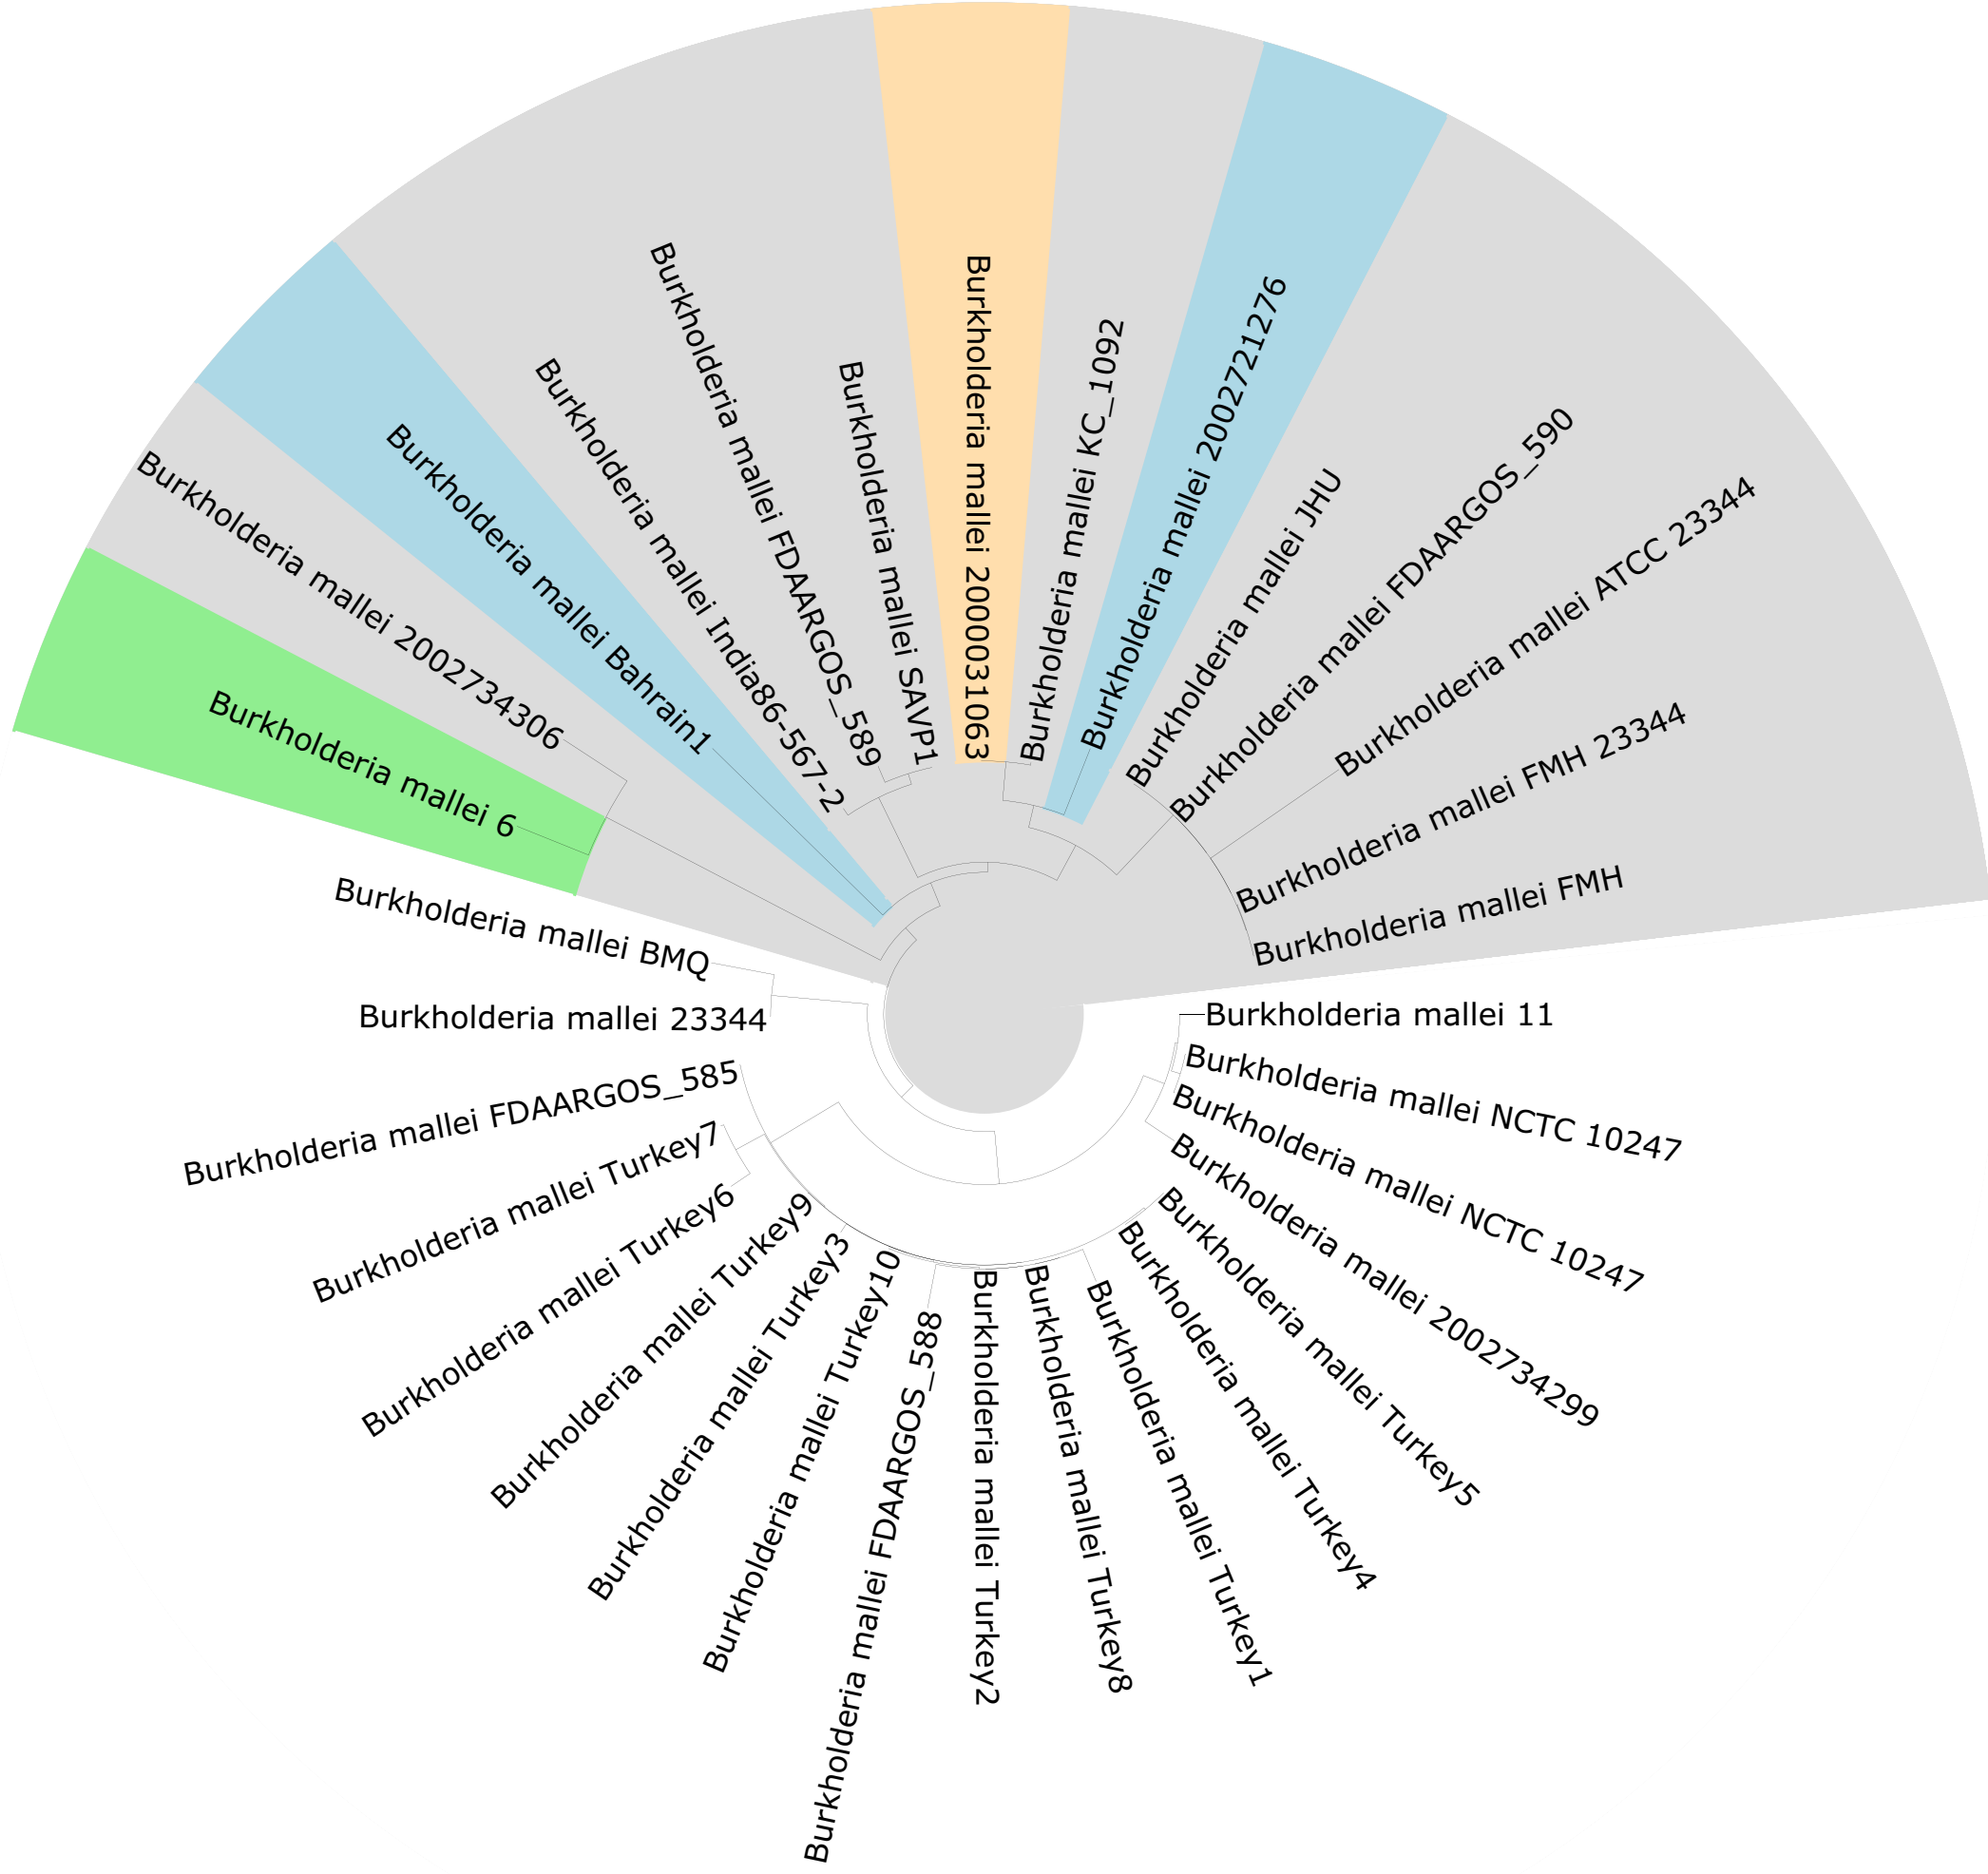 Burkholderia mallei 6
Burkholderia mallei 2002734306
Burkholderia mallei Bahrain1
Burkholderia mallei India86-567-2
Burkholderia mallei FDAARGOS_589
Burkholderia mallei SAVP1
Burkholderia mallei 2000031063
Burkholderia mallei KC_1092
Burkholderia mallei 2002721276
Burkholderia mallei JHU
Burkholderia mallei FDAARGOS_590
Burkholderia mallei ATCC 23344
Burkholderia mallei FMH 23344
Burkholderia mallei FMH
Burkholderia mallei 11
Burkholderia mallei NCTC 10247
Burkholderia mallei NCTC 10247
Burkholderia mallei 2002734299
Burkholderia mallei Turkey5
Burkholderia mallei Turkey4
Burkholderia mallei Turkey1
Burkholderia mallei Turkey8
Burkholderia mallei Turkey2
Burkholderia mallei FDAARGOS_588
Burkholderia mallei Turkey10
Burkholderia mallei Turkey3
Burkholderia mallei Turkey9
Burkholderia mallei Turkey6
Burkholderia mallei Turkey7
Burkholderia mallei FDAARGOS_585
Burkholderia mallei 23344
Burkholderia mallei BMQ